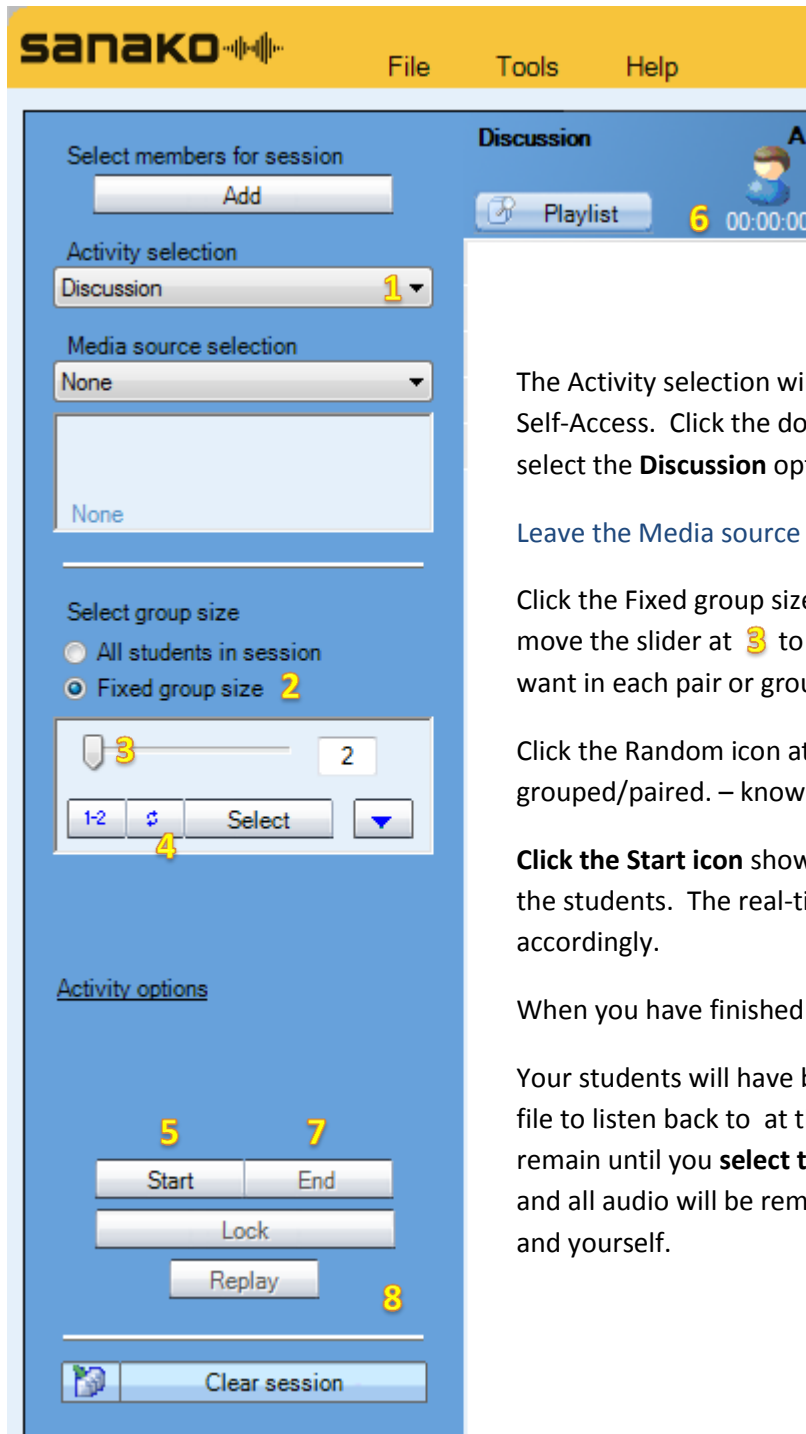 sanako
File Tools Help
Select members for session
Add
Activity selection
Discussion 1
Media source selection
None
None
Select group size
All students in session
Fixed group size 2
3 2
1-2 Select
4
Activity options
5 7
Start End
Lock
Replay
8
Clear session
Discussion A
Playlist 6 00:00:00
The Activity selection wi
Self-Access. Click the do
select the Discussion op
Leave the Media source
Click the Fixed group size
move the slider at 3 to
want in each pair or grou
Click the Random icon at
grouped/paired. – know
Click the Start icon show
the students. The real-ti
accordingly.
When you have finished
Your students will have b
file to listen back to at t
remain until you select t
and all audio will be rem
and yourself.